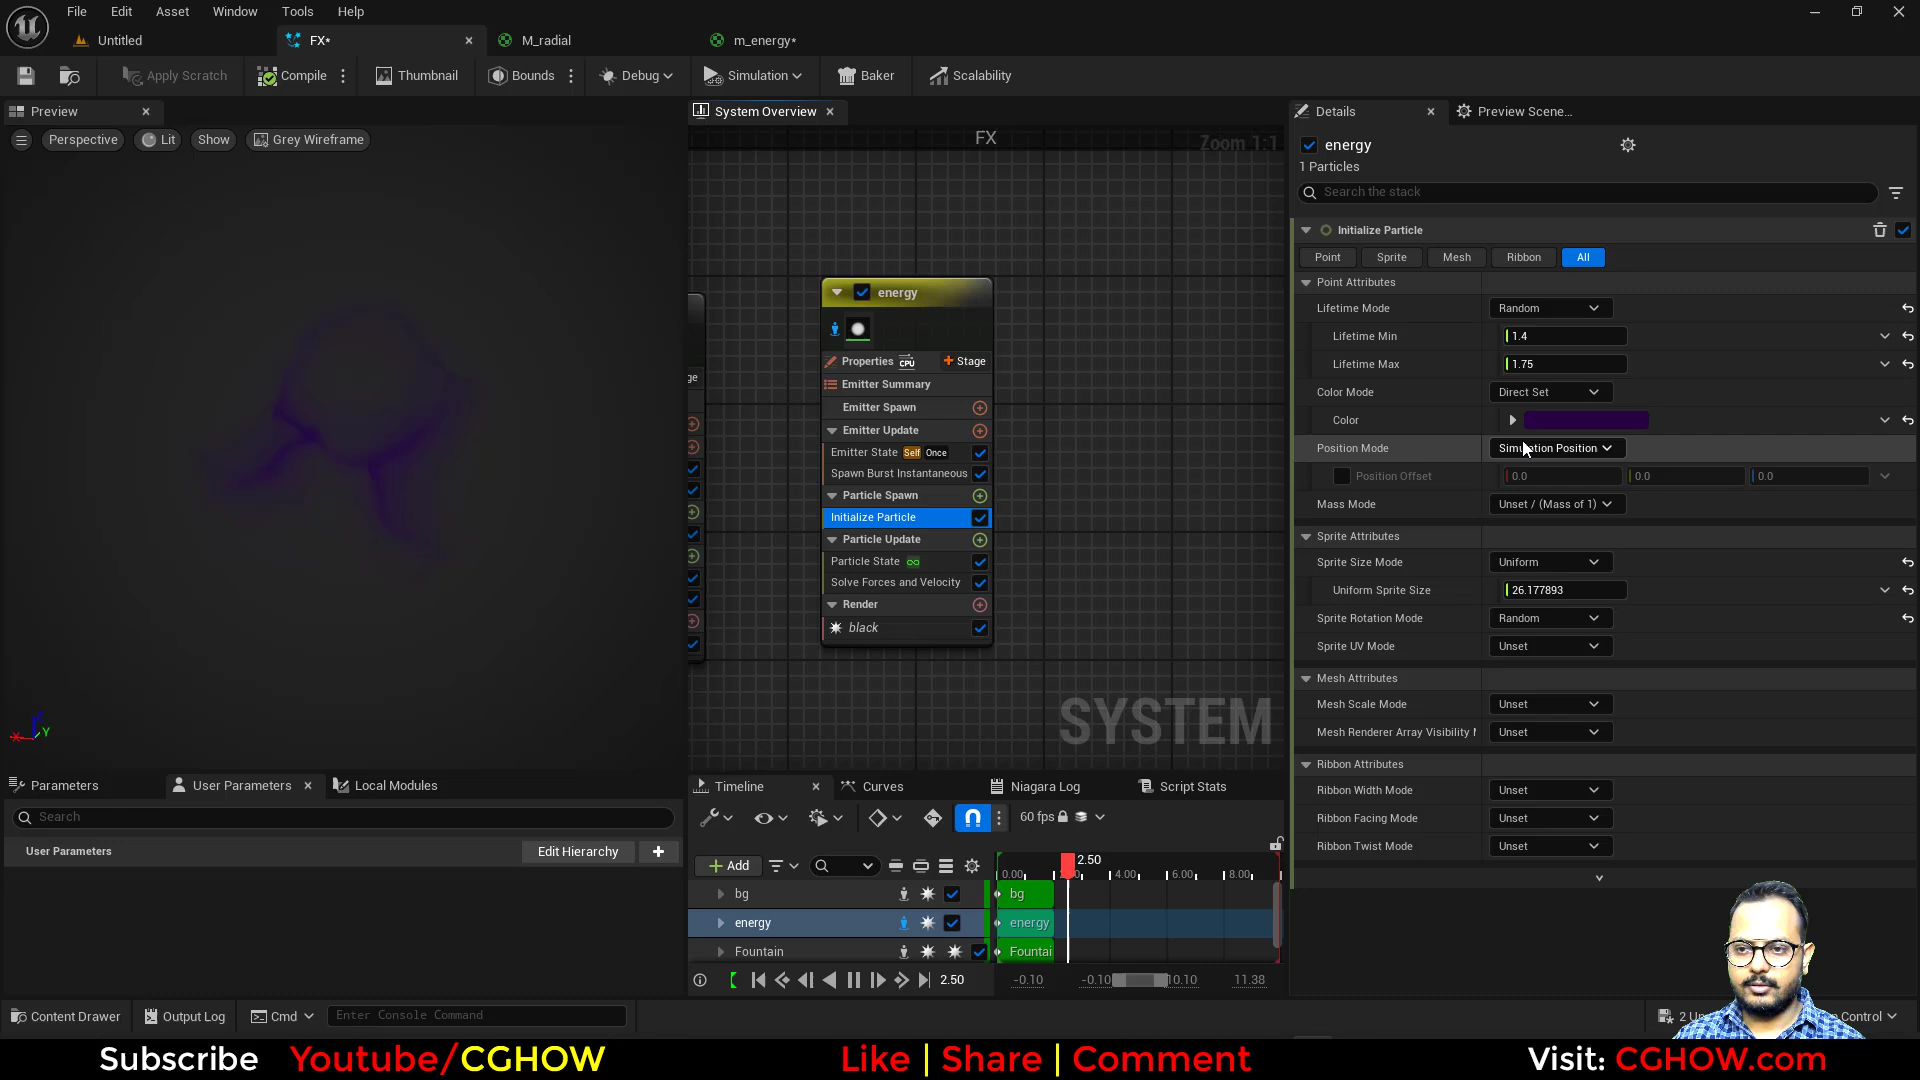 File Edit Asset Window Tools Help
Untitled FX* M_radial m_energy*
Apply Scratch Compile Thumbnail Bounds Debug Simulation Baker Scalability
Preview System Overview Details Preview Scene...
Perspective Lit Show Grey Wireframe
FX Zoom 1:1
energy
1 Particles
Search the stack
Initialize Particle
Point Sprite Mesh Ribbon All
Point Attributes
Lifetime Mode Random
Lifetime Min 1.4
Lifetime Max 1.75
Color Mode Direct Set
Color
Position Mode Simulation Position
Position Offset 0.0 0.0 0.0
Mass Mode Unset / (Mass of 1)
Sprite Attributes
Sprite Size Mode Uniform
Uniform Sprite Size 26.177893
Sprite Rotation Mode Random
Sprite UV Mode Unset
Mesh Attributes
Mesh Scale Mode Unset
Mesh Renderer Array Visibility Unset
Ribbon Attributes
Ribbon Width Mode Unset
Ribbon Facing Mode Unset
Ribbon Twist Mode Unset
energy
Properties CPU Stage
Emitter Summary
Emitter Spawn
Emitter Update
Emitter State Self Once
Spawn Burst Instantaneous
Particle Spawn
Initialize Particle
Particle Update
Particle State
Solve Forces and Velocity
Render
black
ge
SYSTEM
X Y
Parameters User Parameters Local Modules
Search
User Parameters Edit Hierarchy
Timeline Curves Niagara Log Script Stats
60 fps
Add 2.50
0.00 4.00 6.00 8.00
bg bg
energy energy
Fountain Fountai
2.50 -0.10 -0.10 10.10 11.38
Content Drawer Output Log Cmd Enter Console Command Control
Subscribe Youtube/CGHOW Like | Share | Comment Visit: CGHOW.com